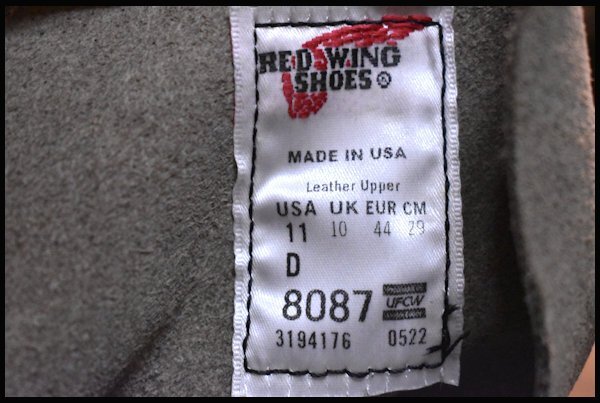 RED WING
SHOES ®
MADE IN USA
Leather Upper
USA UK EUR CM
11 10 44 29
D
8087 UFCW
3194176 0522